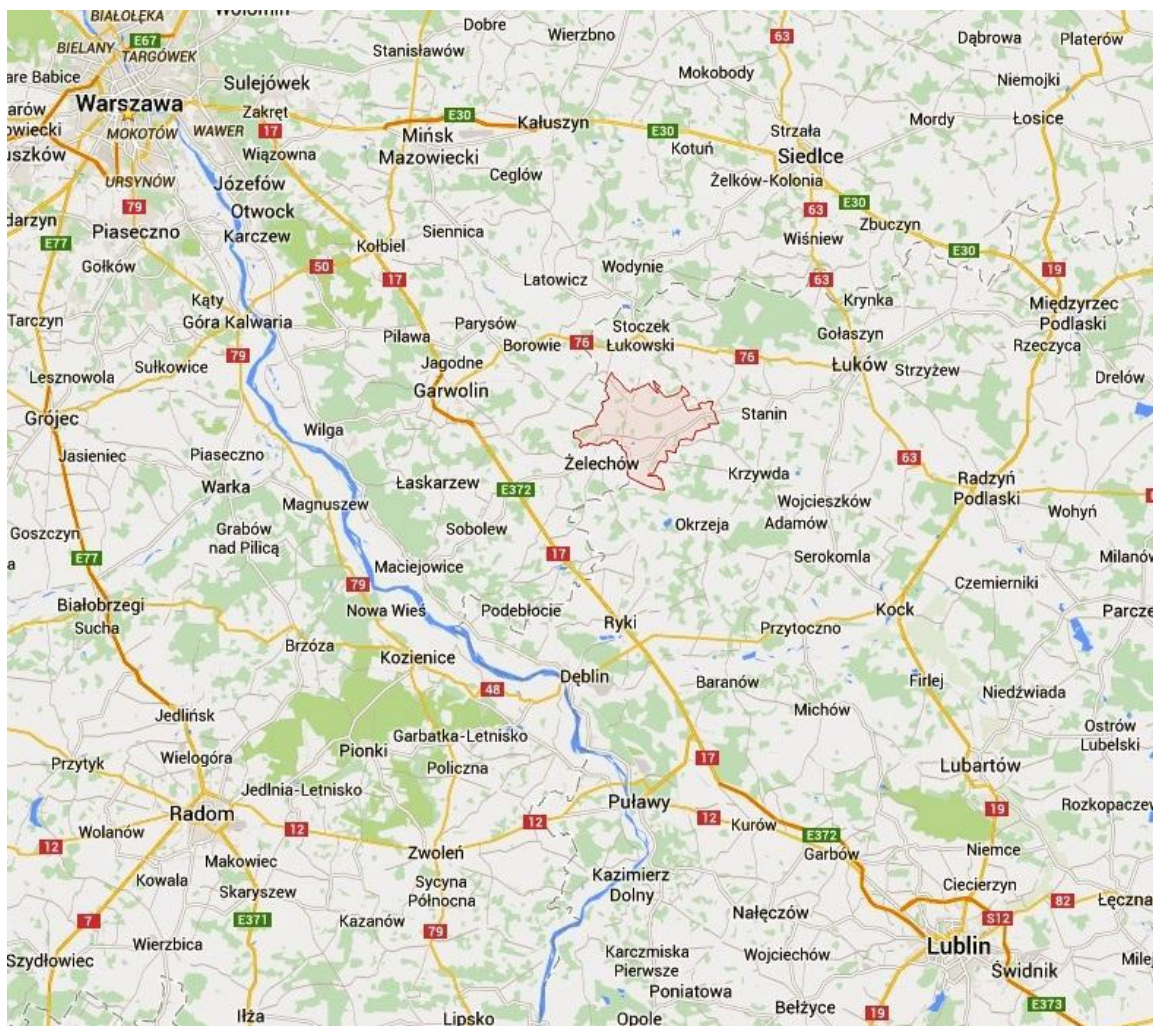 BIAŁOŁĘKA
Wołomin
Dobre
Wierzbno
63
Dąbrowa
Platerów
BIELANY
E67
TARGÓWEK
Stanisławów
Mokobody
Niemojki
are Babice
Sulejówek
Warszawa
Zakręt
E30
Kałuszyn
Mordy
Łosice
arów
owiecki
MOKOTÓW
WAWER
17
Mińsk
Mazowiecki
E30
Strzała
uszków
Wiązowna
Kotuń
Siedlce
URSYNÓW
Józefów
Cegłów
Żelków-Kolonia
79
Otwock
63
E30
darzyn
Piaseczno
Karczew
Siennica
Wiśniew
Zbuczyn
E77
Kołbiel
E30
Gołków
50
17
Latowicz
Wodynie
63
19
Kąty
Krynka
Międzyrzec
Podlaski
Tarczyn
Góra Kalwaria
Parysów
Stoczek
Łukowski
Gołaszyn
Pilawa
Borowie
76
Rzeczyca
79
Sułkowice
Jagodne
76
Łuków
Strzyżew
Lesznowola
Garwolin
Drelów
Grójec
Stanin
Wilga
Jasieniec
Piaseczno
Żelechów
63
Warka
Łaskarzew
E372
Krzywda
Radzyń
Podlaski
Magnuszew
Wojcieszków
Wohyń
Goszczyn
Grabów
nad Pilicą
Sobolew
Okrzeja
Adamów
E77
17
Serokomla
Milanów
a
Maciejowice
79
Czemierniki
Białobrzegi
Nowa Wieś
Podebłocie
Kock
Parcze
Sucha
Ryki
Przytoczno
Brzóza
Kozienice
Dęblin
48
Baranów
Firlej
Niedźwiada
Jedlińsk
Michów
Ostrów
Lubelski
Wielogóra
Pionki
Garbatka-Letnisko
17
Przytyk
Policzna
Lubartów
Jedlnia-Letnisko
Puławy
Radom
19
Rozkopaczew
Wolanów
12
12
12
Kurów
E372
12
Zwoleń
Garbów
Niemce
Makowiec
Kowala
Sycyna
Północna
Kazimierz
Dolny
Ciecierzyn
Skaryszew
82
Łęczna
7
E371
Kazanów
79
Nałęczów
S12
Wierzbica
Karczmiska
Pierwsze
Wojciechów
Lublin
Szydłowiec
Świdnik
Milej
Poniatowa
Iłża
Lipsko
Opole
Bełżyce
19
E373